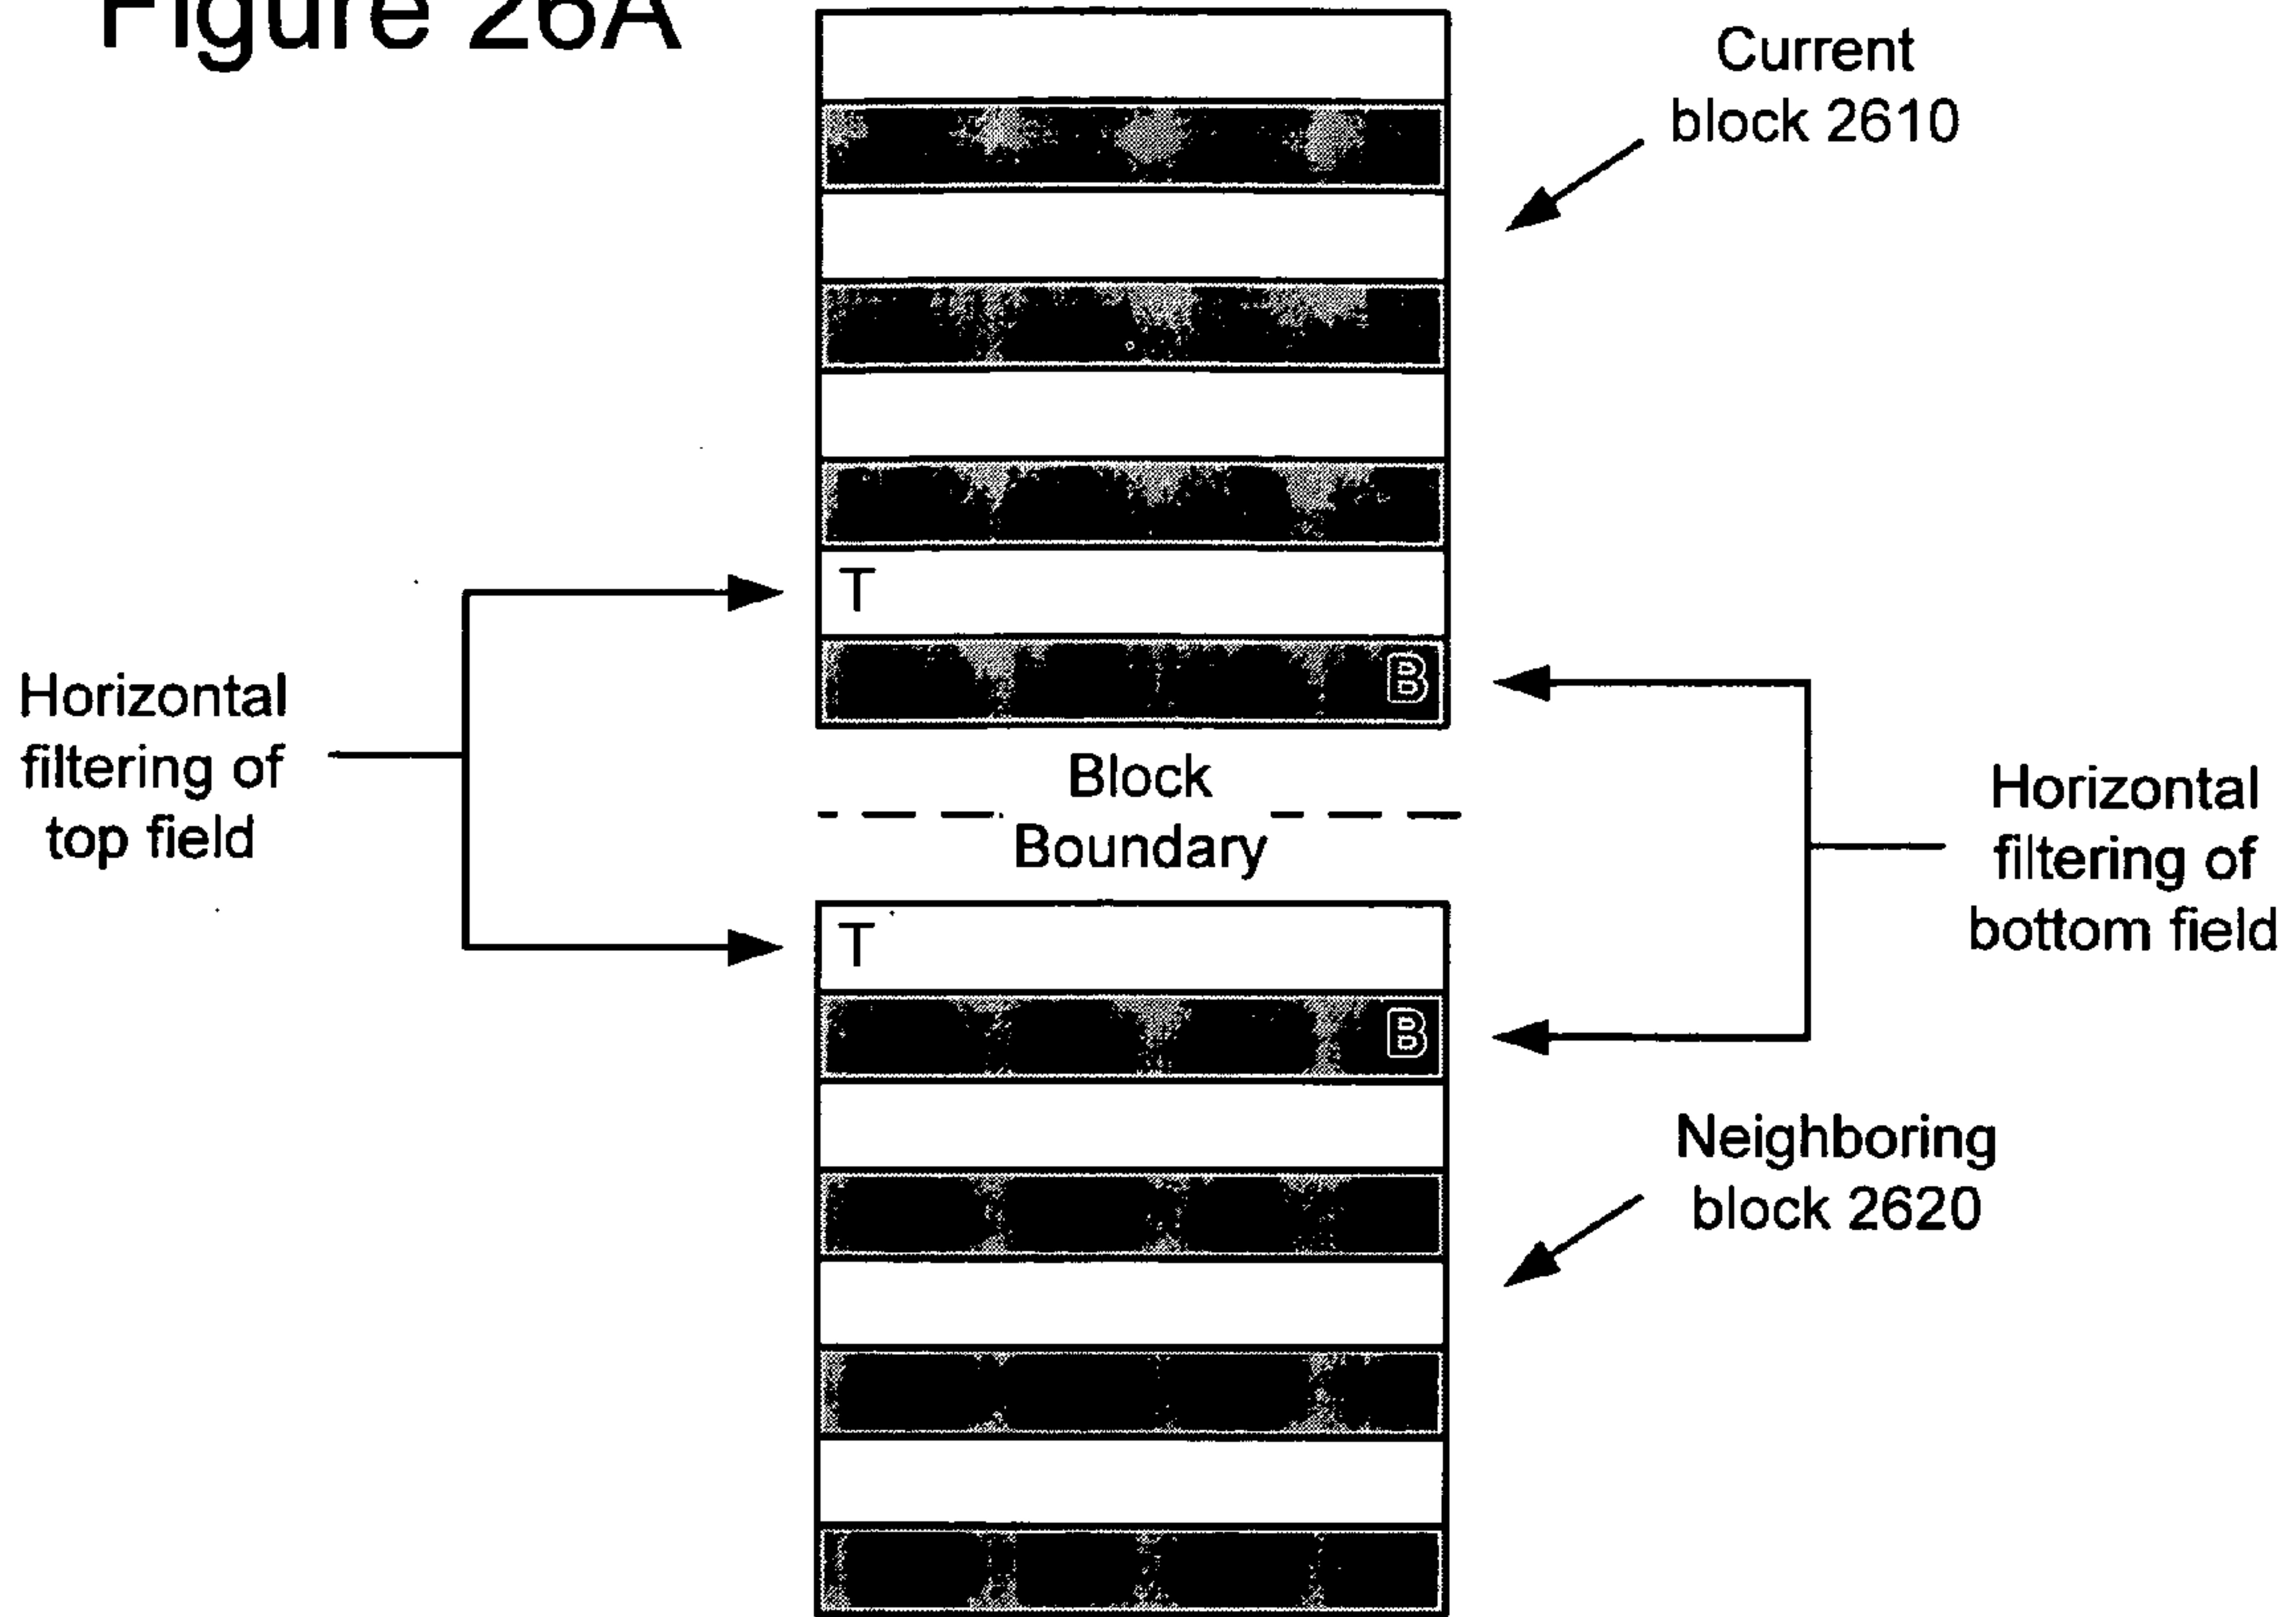 Figure 26A
Current
block 2610
T
B
Horizontal
filtering of
top field
Block
Boundary
Horizontal
filtering of
bottom field
T
B
Neighboring
block 2620